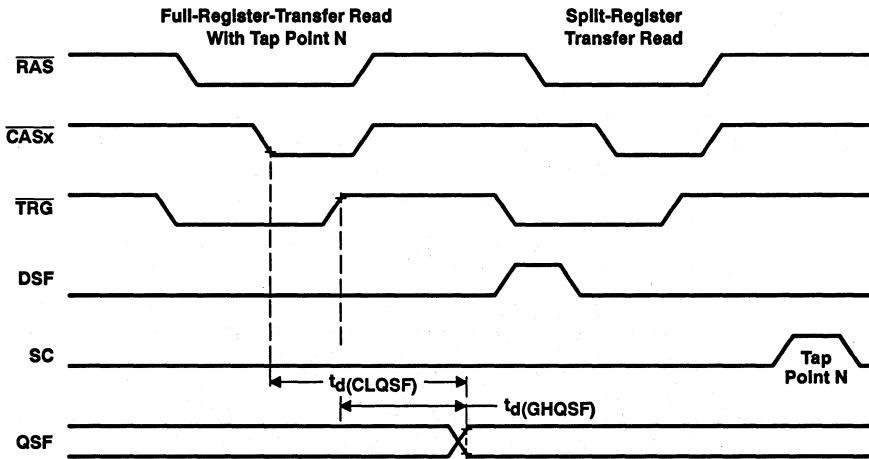 Full-Register-Transfer Read
With Tap Point N
Split-Register
Transfer Read
RAS
CASx
TRG
DSF
SC
Tap
Point N
td(CLQSF)
td(GHQSF)
QSF